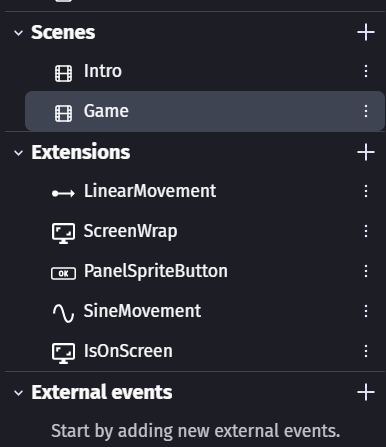 Scenes
Intro
Game
Extensions
LinearMovement
ScreenWrap
OK PanelSpriteButton
SineMovement
IsOnScreen
External events
Start by adding new external events.